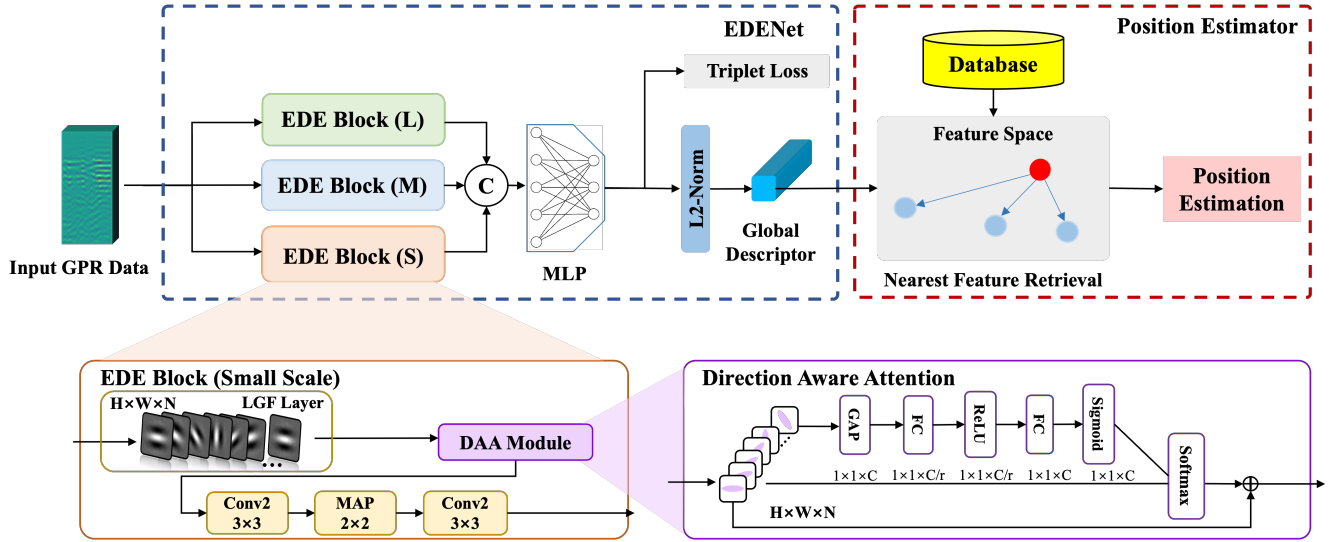 EDENet
Position Estimator
Triplet Loss
Database
EDE Block (L)
Feature Space
EDE Block (M)
C
L2-Norm
Position
Estimation
EDE Block (S)
Global
Descriptor
Input GPR Data
MLP
Nearest Feature Retrieval
EDE Block (Small Scale)
H×W×N
LGF Layer
DAA Module
Conv2
3×3
MAP
2×2
Conv2
3×3
Direction Aware Attention
GAP
FC
ReLU
FC
Sigmoid
Softmax
1×1×C
1×1×C/r
1×1×C/r
1×1×C
1×1×C
H×W×N